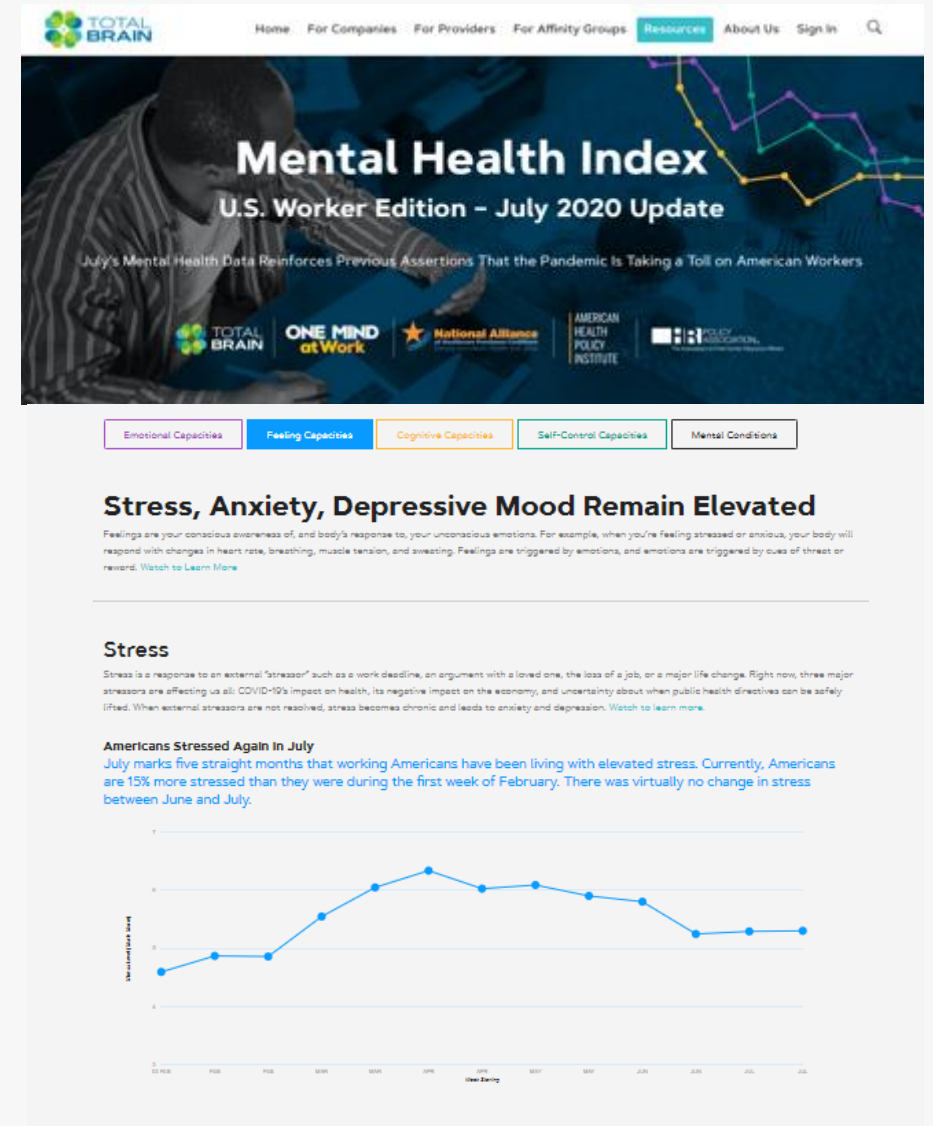 TOTAL
BRAIN
Home For Companies For Providers For Affinity Groups Resources About Us Sign In
Mental Health Index
U.S. Worker Edition – July 2020 Update
July's Mental Health Data Reinforces Previous Assertions That the Pandemic Is Taking a Toll on American Workers
TOTAL
BRAIN
ONE MIND
at Work
National Alliance
AMERICAN
HEALTH
POLICY
INSTITUTE
HR POLICY
ASSOCIATION
Emotional Capacities Feeling Capacities Cognitive Capacities Self-Control Capacities Mental Conditions
Stress, Anxiety, Depressive Mood Remain Elevated
Feelings are your conscious awareness of, and body's response to, your unconscious emotions. For example, when you're feeling stressed or anxious, your body will
respond with changes in heart rate, breathing, muscle tension, and sweating. Feelings are triggered by emotions, and emotions are triggered by cues of threat or
reward. Watch to Learn More
Stress
Stress is a response to an external "stressor" such as a work deadline, an argument with a loved one, the loss of a job, or a major life change. Right now, three major
stressors are affecting us all: COVID-19's impact on health, its negative impact on the economy, and uncertainty about when public health directives can be safely
lifted. When external stressors are not resolved, stress becomes chronic and leads to anxiety and depression. Watch to learn more.
Americans Stressed Again in July
July marks five straight months that working Americans have been living with elevated stress. Currently, Americans
are 15% more stressed than they were during the first week of February. There was virtually no change in stress
between June and July.
7
6
5
4
3
FEB FEB MAR MAR APR APR MAY MAY JUN JUN JUL JUL
Week Starting